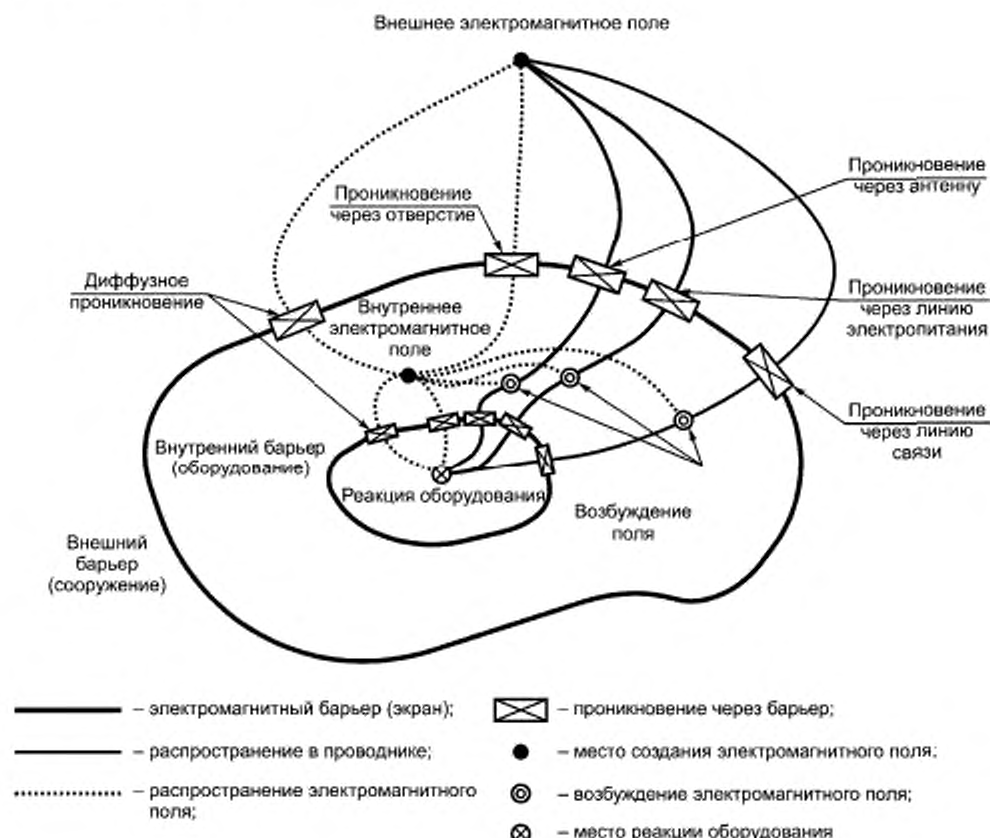 Внешнее электромагнитное поле
Проникновение
через антенну
Проникновение
через отверстие
Диффузное
проникновение
Внутреннее
электромагнитное
поле
Проникновение
через линию
электропитания
Проникновение
через линию
связи
Внутренний барьер
(оборудование)
Реакция оборудования
Возбуждение
поля
Внешний
барьер
(сооружение)
– электромагнитный барьер (экран);
– проникновение через барьер;
– распространение в проводнике;
– место создания электромагнитного поля;
– распространение электромагнитного
поля;
– возбуждение электромагнитного поля;
– место реакции оборудования